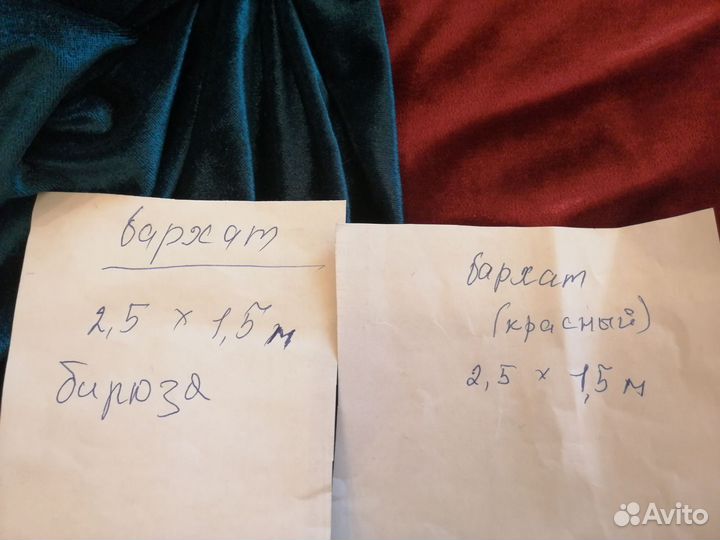 бархат
2,5 × 1,5 м
бирюза
бархат
(красный)
2,5 × 1,5 м
Avito